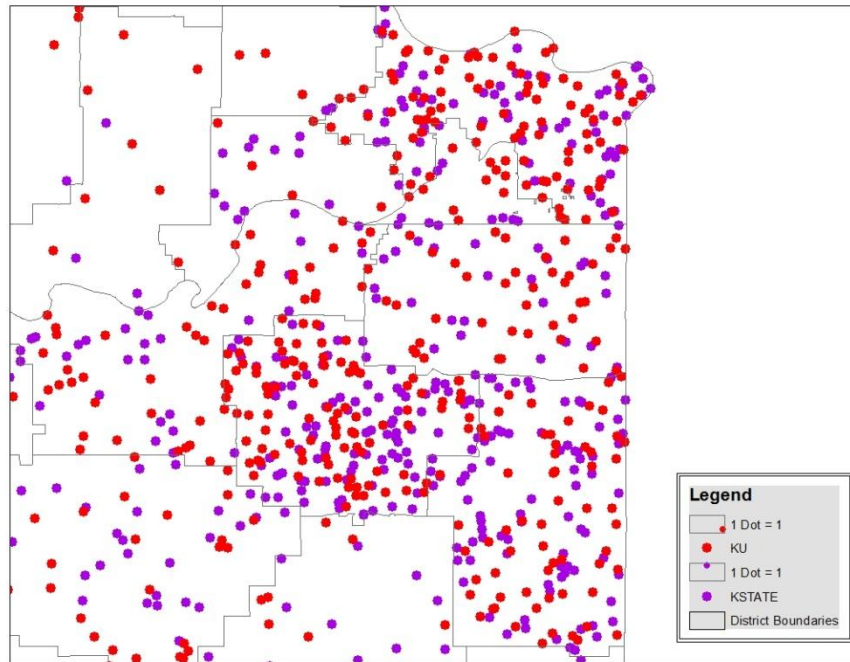 Legend
1 Dot = 1
KU
1 Dot = 1
KSTATE
District Boundaries